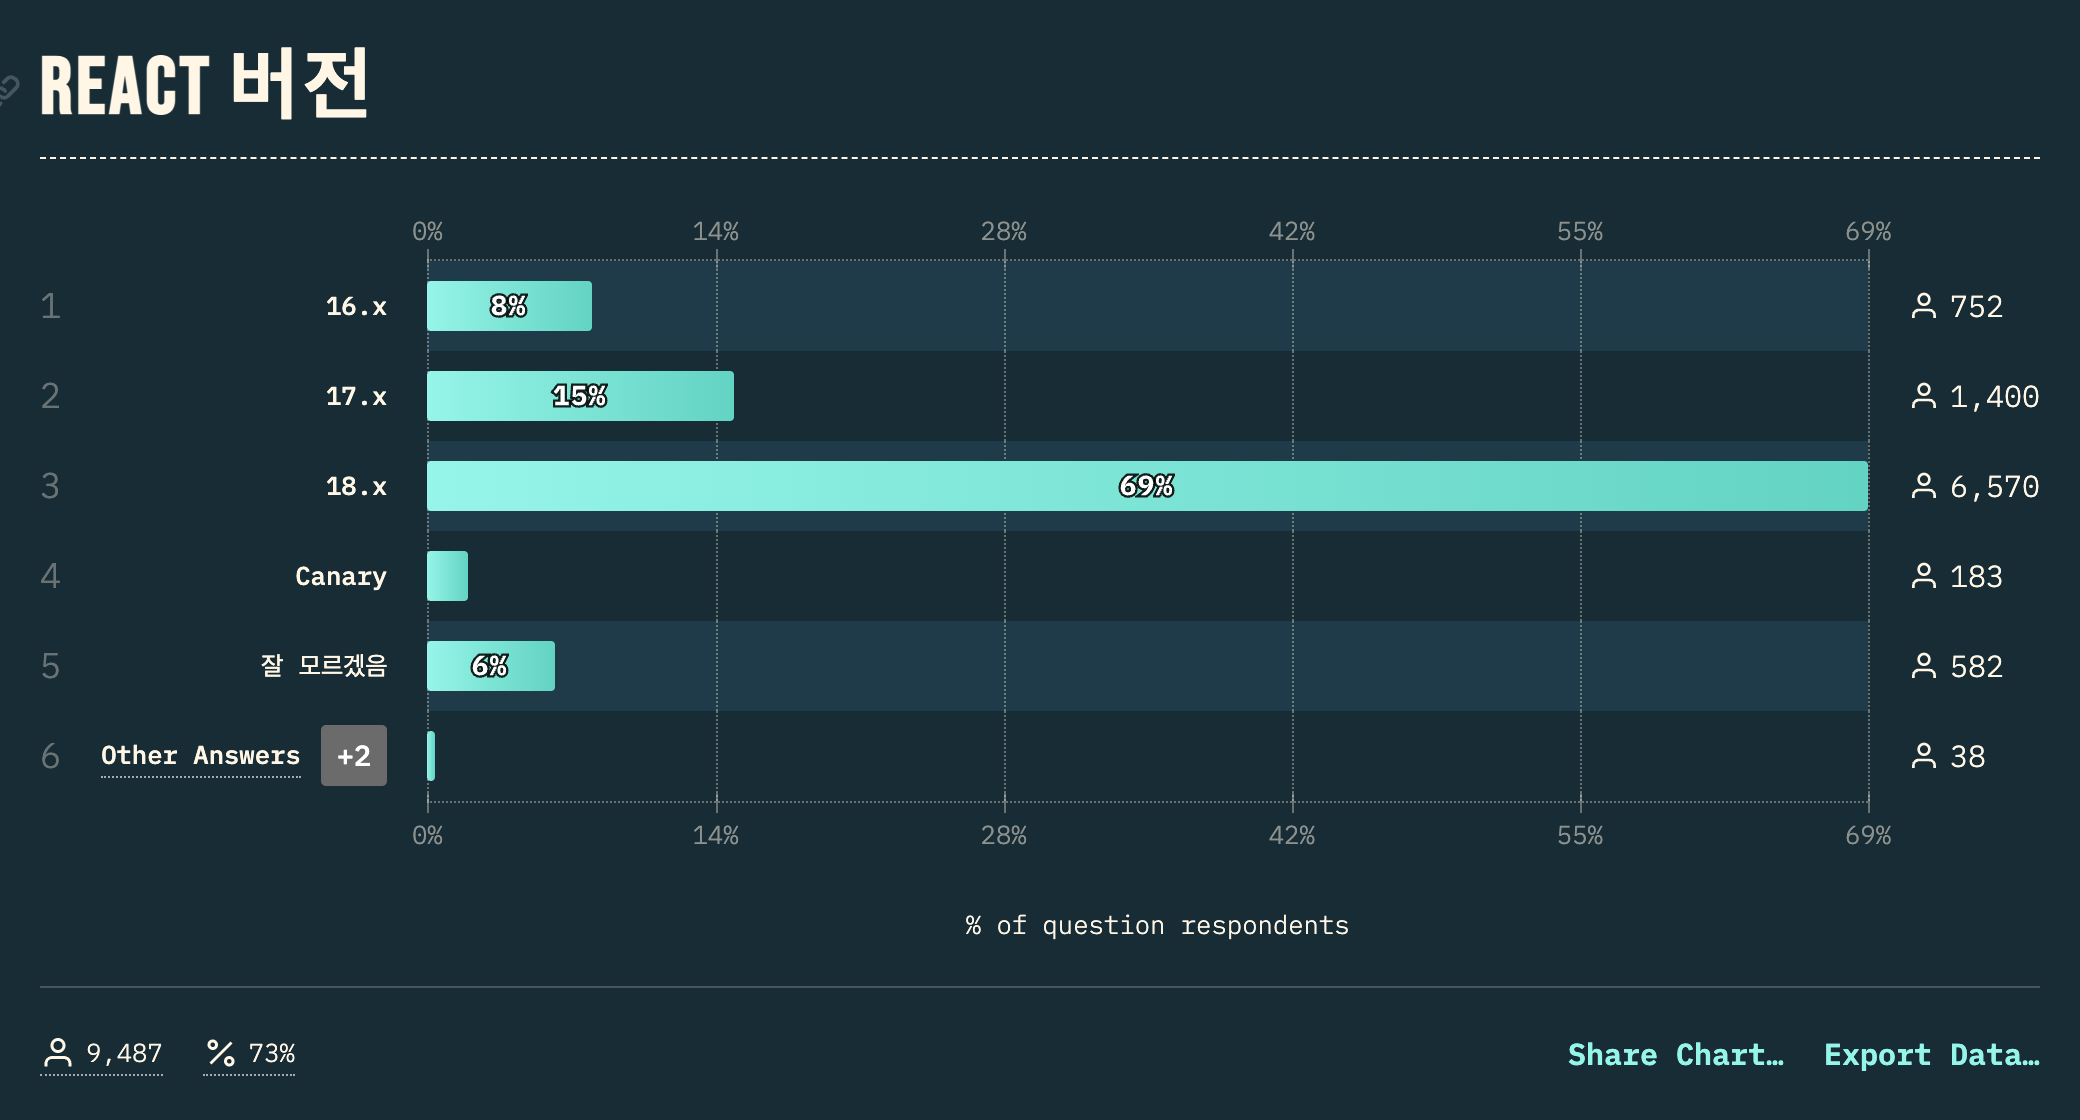 REACT 버전
0% 14% 28% 42% 55% 69%
1 16.x 8% 752
2 17.x 15% 1,400
3 18.x 69% 6,570
4 Canary 183
5 잘 모르겠음 6% 582
6 Other Answers +2 38
0% 14% 28% 42% 55% 69%
% of question respondents
9,487 % 73% Share Chart… Export Data…